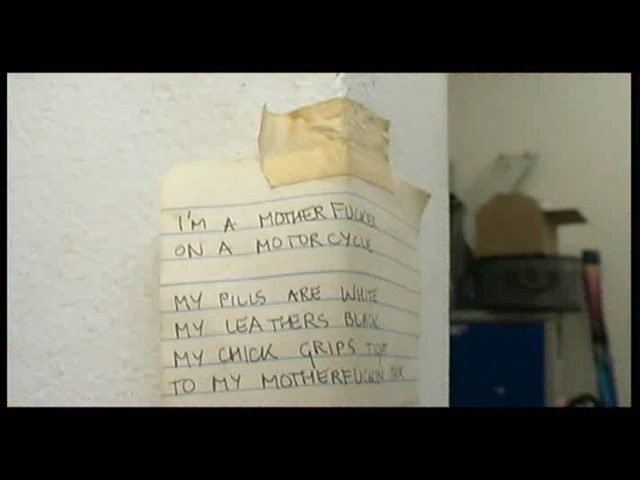 I'M A MOTHER FUCKER
ON A MOTORCYCLE
MY PILLS ARE WHITE
MY LEATHERS BLACK
MY CHICK GRIPS
TO MY MOTHERFUCKIN